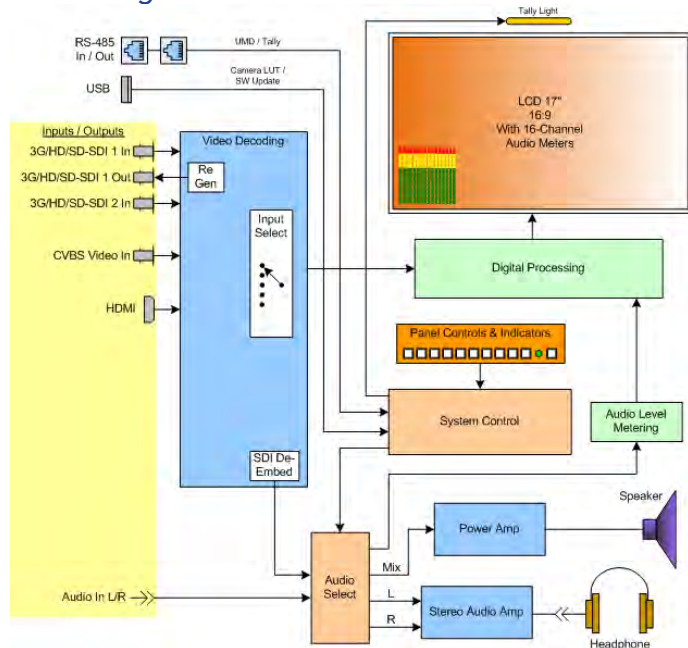 Tally Light
RS-485
In / Out
UMD / Tally
USB
Camera LUT /
SW Update
LCD 17"
16:9
With 16-Channel
Audio Meters
Inputs / Outputs
Video Decoding
3G/HD/SD-SDI 1 In
3G/HD/SD-SDI 1 Out
Re
Gen
3G/HD/SD-SDI 2 In
Input
Select
CVBS Video In
Digital Processing
HDMI
Panel Controls & Indicators
System Control
Audio Level
Metering
SDI De-
Embed
Speaker
Power Amp
Mix
Audio
Select
Audio In L/R
L
R
Stereo Audio Amp
Headphone